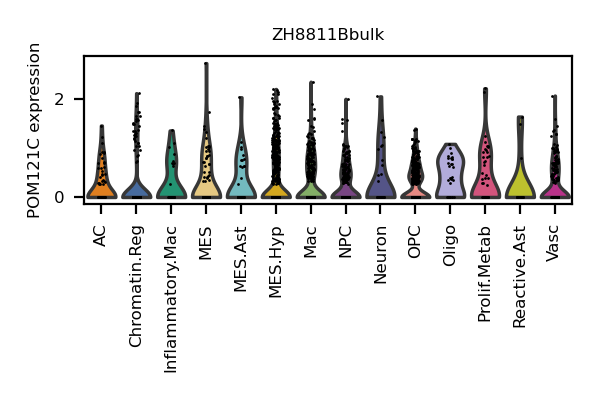 ZH8811Bbulk
POM121C expression
2
0
AC
Chromatin.Reg
Inflammatory.Mac
MES
MES.Ast
MES.Hyp
Mac
NPC
Neuron
OPC
Oligo
Prolif.Metab
Reactive.Ast
Vasc